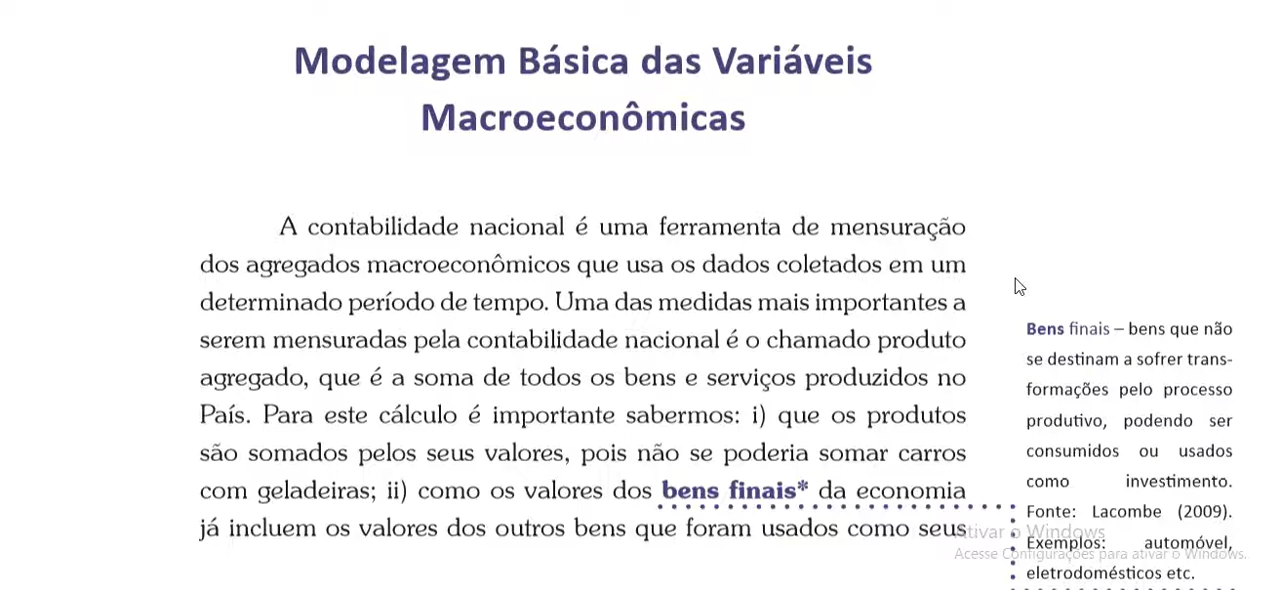 Modelagem Básica das Variáveis
Macroeconômicas
A contabilidade nacional é uma ferramenta de mensuração
dos agregados macroeconômicos que usa os dados coletados em um
determinado período de tempo. Uma das medidas mais importantes a
serem mensuradas pela contabilidade nacional é o chamado produto
agregado, que é a soma de todos os bens e serviços produzidos no
País. Para este cálculo é importante sabermos: i) que os produtos
são somados pelos seus valores, pois não se poderia somar carros
com geladeiras; ii) como os valores dos bens finais* da economia
já incluem os valores dos outros bens que foram usados como seus
Bens finais – bens que não
se destinam a sofrer trans-
formações pelo processo
produtivo, podendo ser
consumidos ou usados
como investimento.
Fonte: Lacombe (2009).
Exemplos: automóvel,
eletrodomésticos etc.
Ativar o Windows
Acesse Configurações para ativar o Windows.